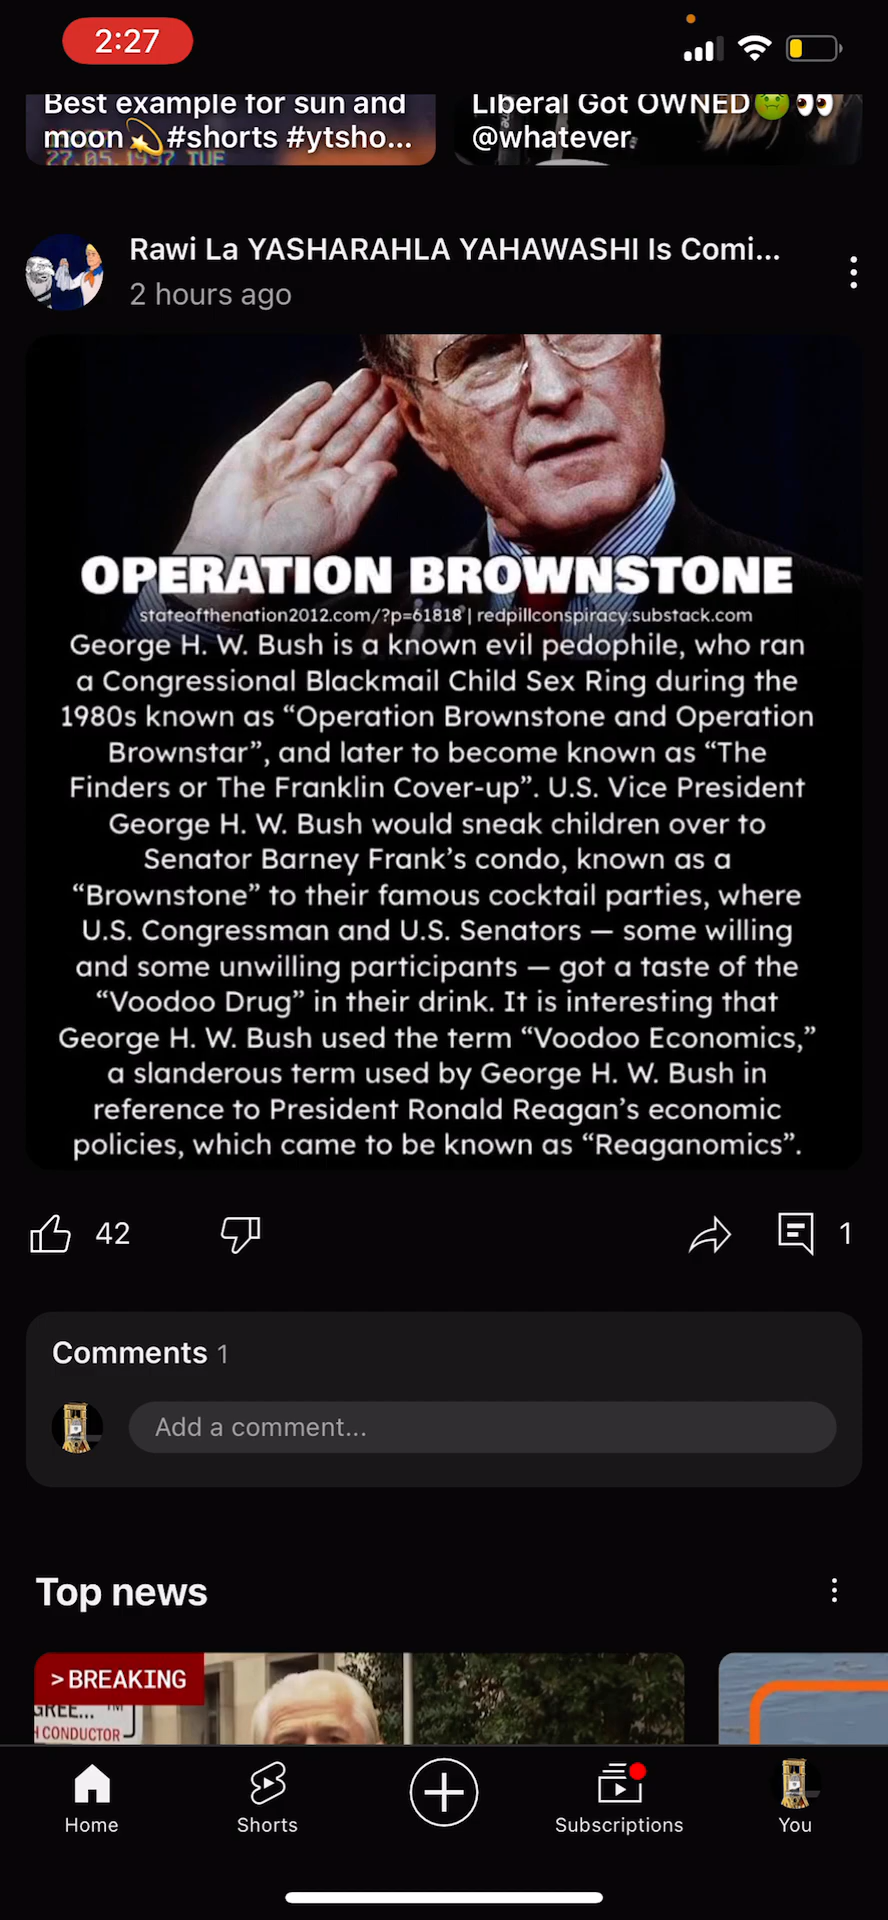 2:27
Best example for sun and
moon💫#shorts #ytsho...
27.05.1997 TUE
Liberal Got OWNED🤢👀
@whatever
Rawi La YASHARAHLA YAHAWASHI Is Comi...
2 hours ago
OPERATION BROWNSTONE
stateofthenation2012.com/?p=61818 | redpillconspiracy.substack.com
George H. W. Bush is a known evil pedophile, who ran
a Congressional Blackmail Child Sex Ring during the
1980s known as “Operation Brownstone and Operation
Brownstar”, and later to become known as “The
Finders or The Franklin Cover-up”. U.S. Vice President
George H. W. Bush would sneak children over to
Senator Barney Frank’s condo, known as a
“Brownstone” to their famous cocktail parties, where
U.S. Congressman and U.S. Senators — some willing
and some unwilling participants — got a taste of the
“Voodoo Drug” in their drink. It is interesting that
George H. W. Bush used the term “Voodoo Economics,”
a slanderous term used by George H. W. Bush in
reference to President Ronald Reagan’s economic
policies, which came to be known as “Reaganomics”.
42
1
Comments 1
Add a comment...
Top news
>BREAKING
CONDUCTOR
Home
Shorts
Subscriptions
You